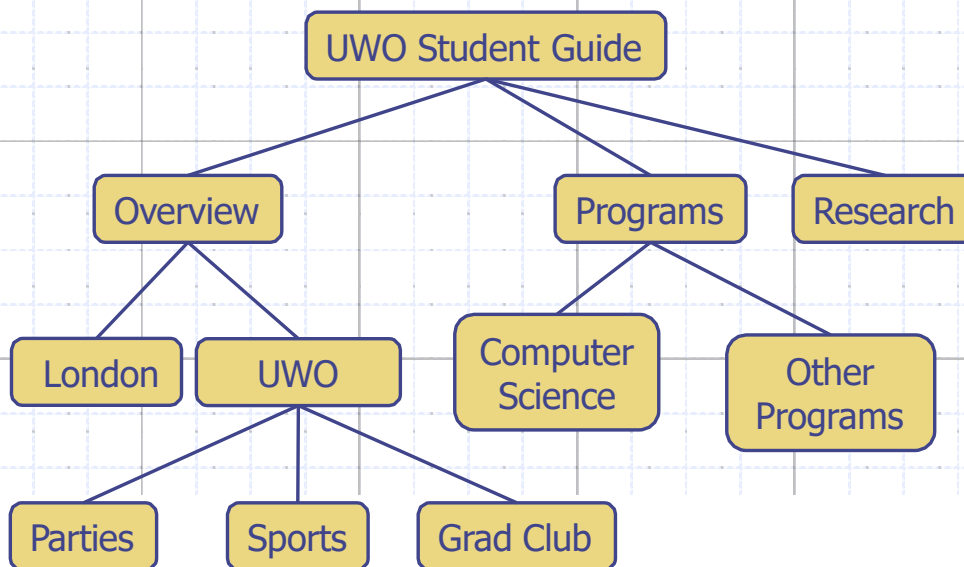 UWO Student Guide
Overview
Programs
Research
London
UWO
Computer
Science
Other
Programs
Parties
Sports
Grad Club